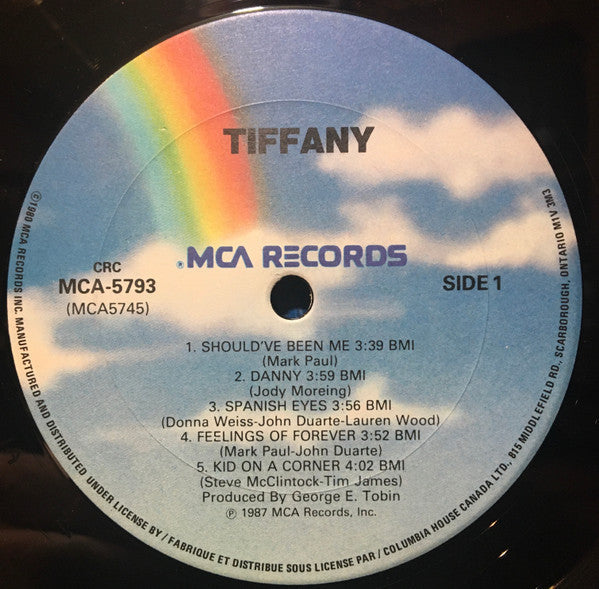 TIFFANY
® MCA RECORDS
CRC
MCA-5793
(MCA5745)
SIDE 1
1. SHOULD'VE BEEN ME 3:39 BMI
(Mark Paul)
2. DANNY 3:59 BMI
(Jody Moreing)
3. SPANISH EYES 3:56 BMI
(Donna Weiss-John Duarte-Lauren Wood)
4. FEELINGS OF FOREVER 3:52 BMI
(Mark Paul-John Duarte)
5. KID ON A CORNER 4:02 BMI
(Steve McClintock-Tim James)
Produced By George E. Tobin
℗ 1987 MCA Records, Inc.
©1980 MCA RECORDS INC. MANUFACTURED AND DISTRIBUTED UNDER LICENSE BY / FABRIQUE ET DISTRIBUE SOUS LICENSE PAR / COLUMBIA HOUSE CANADA LTD., 815 MIDDLEFIELD RD., SCARBOROUGH, ONTARIO M1V 3M3